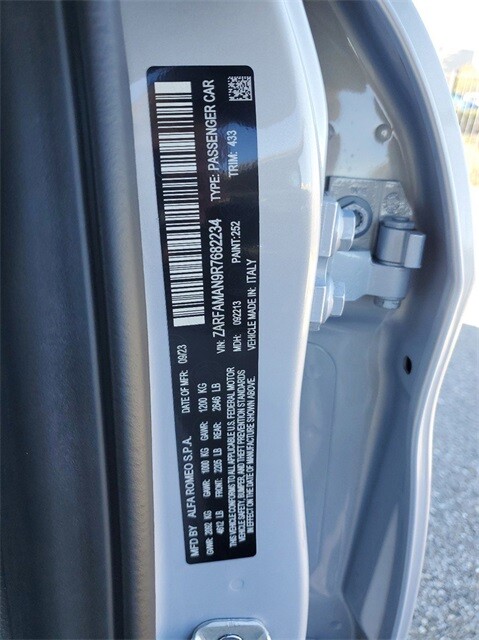 MFD BY ALFA ROMEO S.P.A. DATE OF MFR: 09/23
GVWR: 2092 KG GAWR: 1000 KG GAWR: 1200 KG
4612 LB FRONT: 2205 LB REAR: 2646 LB
THIS VEHICLE CONFORMS TO ALL APPLICABLE U.S. FEDERAL MOTOR
VEHICLE SAFETY, BUMPER, AND THEFT PREVENTION STANDARDS
IN EFFECT ON THE DATE OF MANUFACTURE SHOWN ABOVE.
VIN: ZARFAMAN9R7682234 TYPE: PASSENGER CAR
MDH: 092213 PAINT: 252 TRIM: 433
VEHICLE MADE IN: ITALY